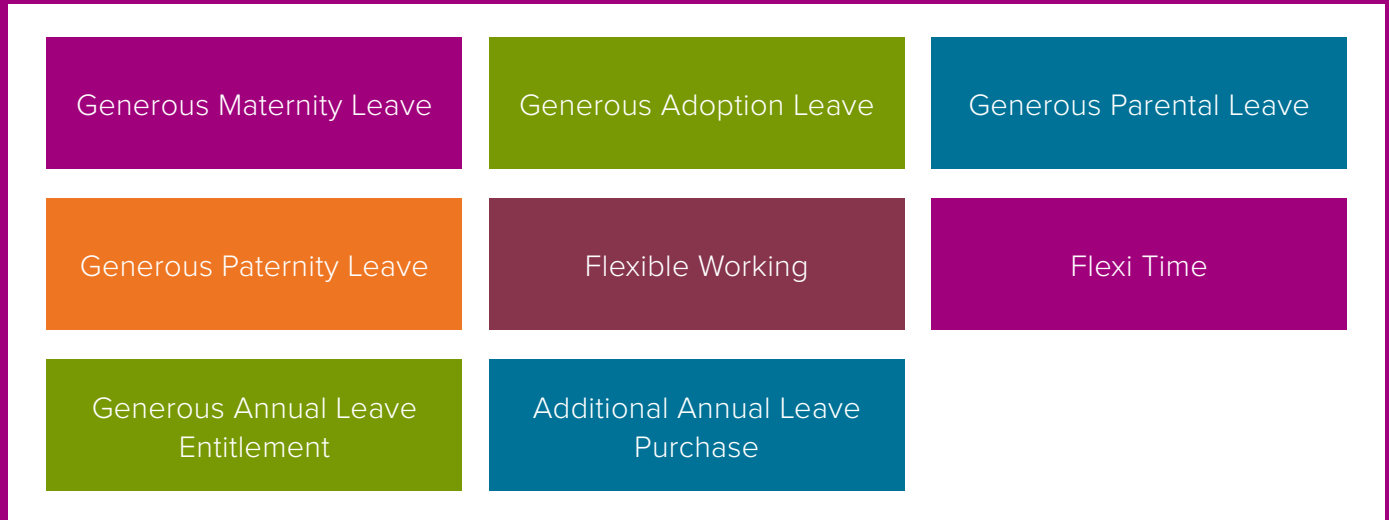 Generous Maternity Leave
Generous Adoption Leave
Generous Parental Leave
Generous Paternity Leave
Flexible Working
Flexi Time
Generous Annual Leave
Entitlement
Additional Annual Leave
Purchase